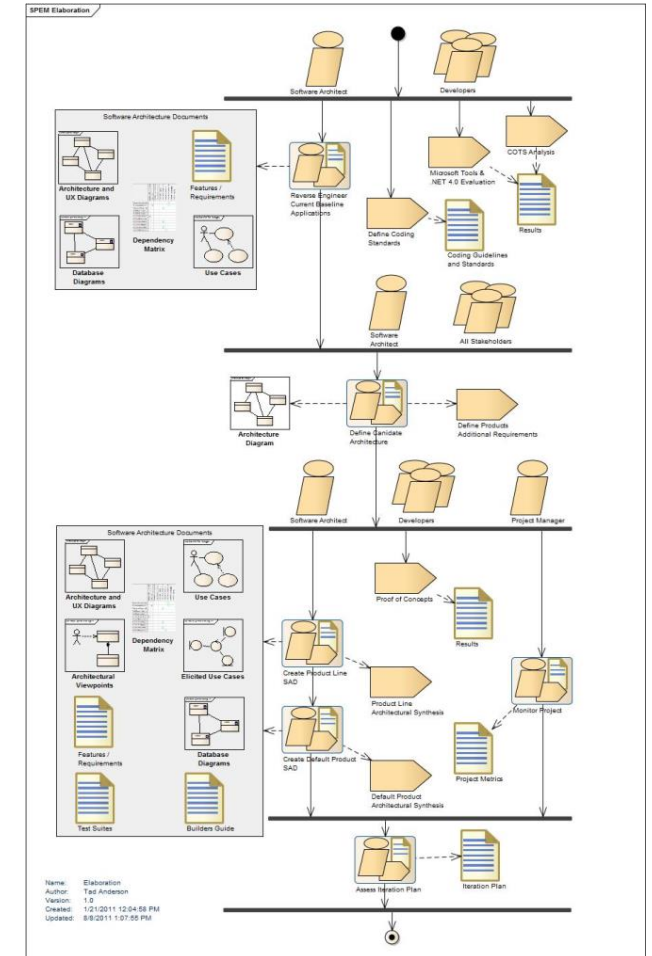 SPEM Elaboration
Software Architect
Developers
Software Architecture Documents
Architecture and
UX Diagrams
Features /
Requirements
Dependency
Matrix
Database
Diagrams
Use Cases
Reverse Engineer
Current Baseline
Applications
Define Coding
Standards
Microsoft Tools &
.NET 4.0 Evaluation
COTS Analysis
Coding Guidelines
and Standards
Results
Software
Architect
All Stakeholders
Architecture
Diagram
Define Canidate
Architecture
Define Products
Additional Requirements
Software Architect
Developers
Project Manager
Software Architecture Documents
Architecture and
UX Diagrams
Use Cases
Dependency
Matrix
Architectural
Viewpoints
Elicited Use Cases
Features /
Requirements
Database
Diagrams
Test Suites
Builders Guide
Proof of Concepts
Results
Create Product Line
SAD
Product Line
Architectural Synthesis
Monitor Project
Project Metrics
Create Default Product
SAD
Default Product
Architectural Synthesis
Assess Iteration Plan
Iteration Plan
Name: Elaboration
Author: Tad Anderson
Version: 1.0
Created: 1/21/2011 12:04:58 PM
Updated: 8/8/2011 1:07:55 PM